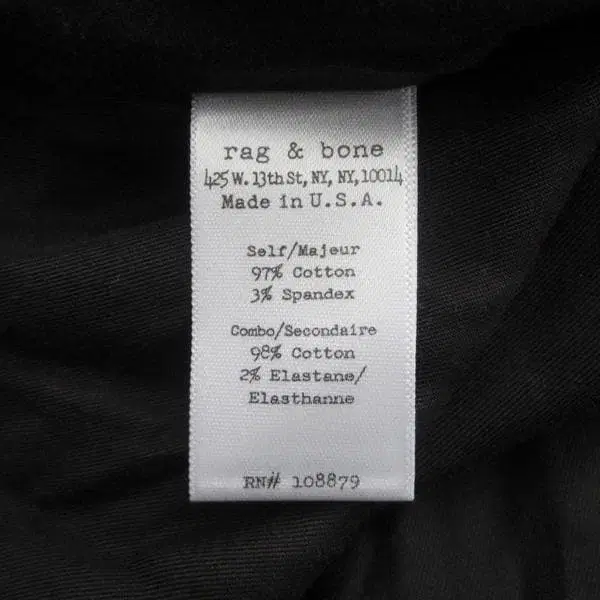 rag & bone
425 W. 13th St, NY, NY, 10014
Made in U.S.A.
Self/Majeur
97% Cotton
3% Spandex
Combo/Secondaire
98% Cotton
2% Elastane/
Elasthanne
RN# 108879